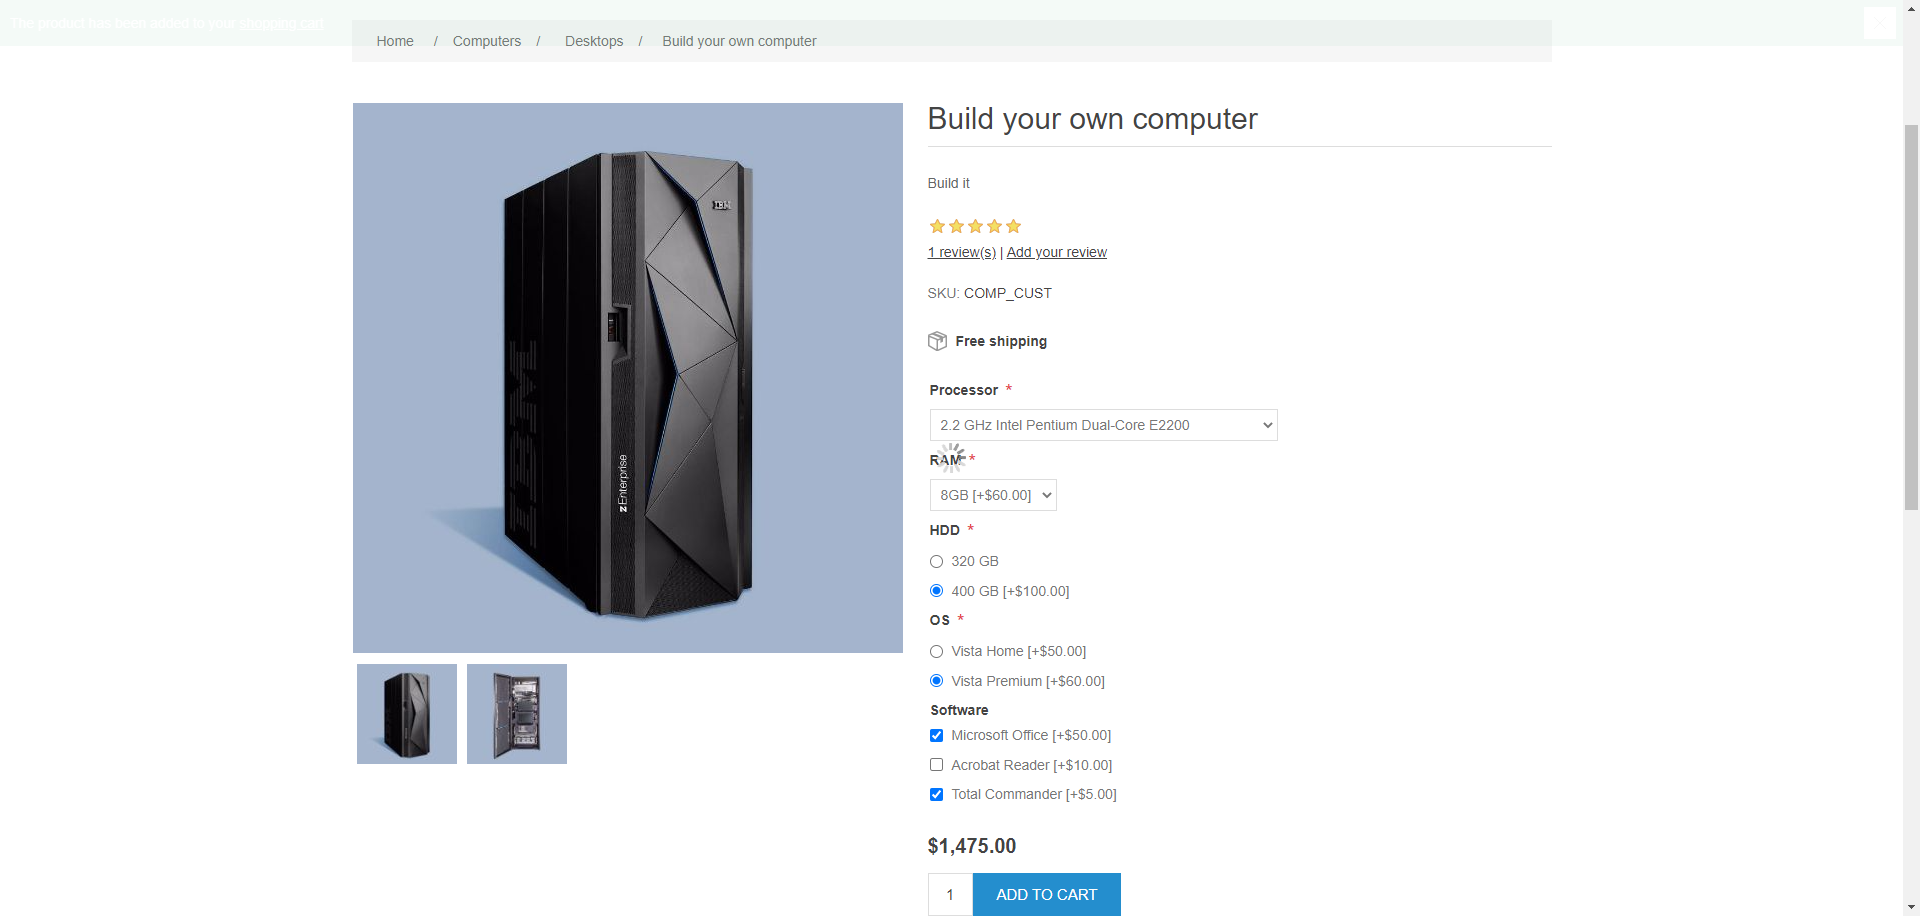 The product has been added to your shopping cart
Home / Computers / Desktops / Build your own computer
Build your own computer
Build it
1 review(s) | Add your review
SKU: COMP_CUST
Free shipping
Processor *
2.2 GHz Intel Pentium Dual-Core E2200
RAM *
8GB [+$60.00]
HDD *
320 GB
400 GB [+$100.00]
OS *
Vista Home [+$50.00]
Vista Premium [+$60.00]
Software
Microsoft Office [+$50.00]
Acrobat Reader [+$10.00]
Total Commander [+$5.00]
$1,475.00
1 ADD TO CART
IBM
IBM
zEnterprise